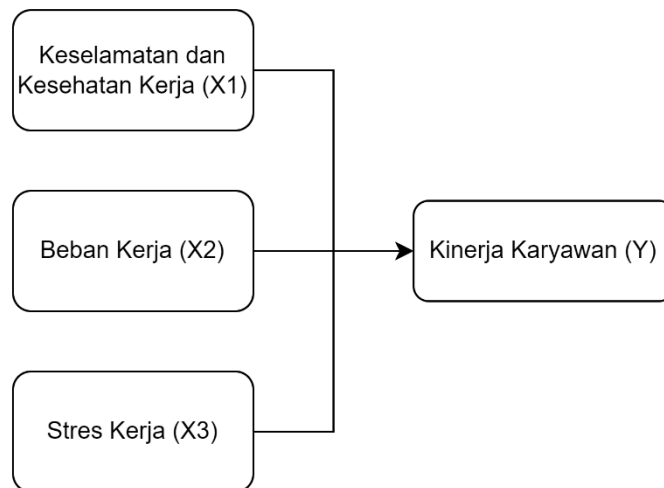 Keselamatan dan
Kesehatan Kerja (X1)
Beban Kerja (X2)
Kinerja Karyawan (Y)
Stres Kerja (X3)